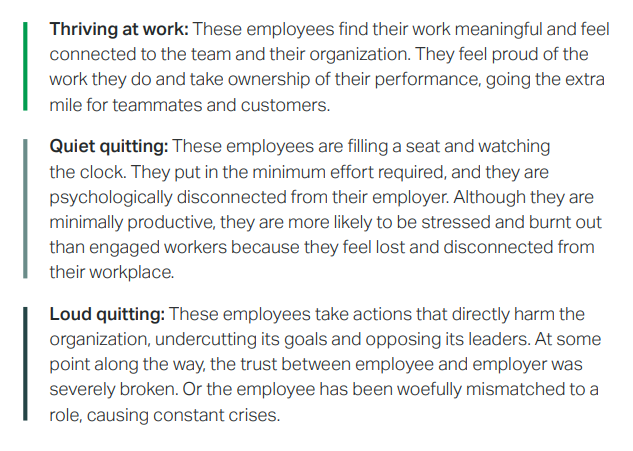 Thriving at work: These employees find their work meaningful and feel
connected to the team and their organization. They feel proud of the
work they do and take ownership of their performance, going the extra
mile for teammates and customers.
Quiet quitting: These employees are filling a seat and watching
the clock. They put in the minimum effort required, and they are
psychologically disconnected from their employer. Although they are
minimally productive, they are more likely to be stressed and burnt out
than engaged workers because they feel lost and disconnected from
their workplace.
Loud quitting: These employees take actions that directly harm the
organization, undercutting its goals and opposing its leaders. At some
point along the way, the trust between employee and employer was
severely broken. Or the employee has been woefully mismatched to a
role, causing constant crises.